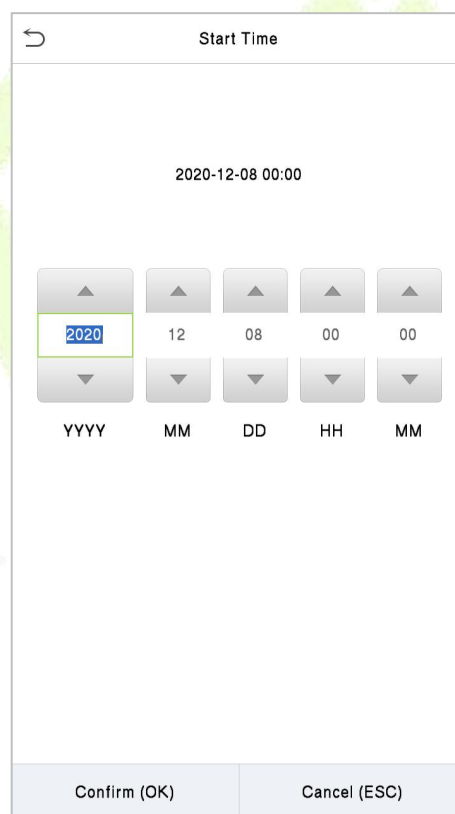 Start Time
2020-12-08 00:00
2020 12 08 00 00
YYYY MM DD HH MM
Confirm (OK) Cancel (ESC)